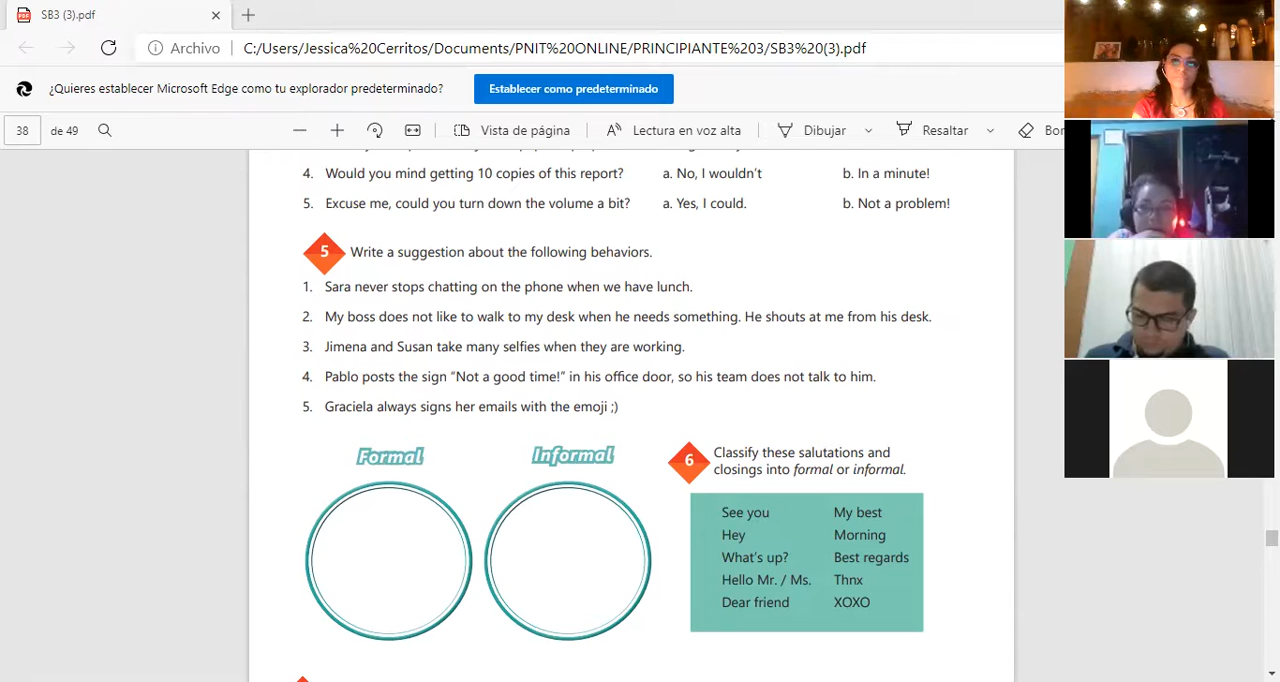 SB3 (3).pdf
Archivo
C:/Users/Jessica%20Cerritos/Documents/PNIT%20ONLINE/PRINCIPIANTE%203/SB3%20(3).pdf
¿Quieres establecer Microsoft Edge como tu explorador predeterminado?
Establecer como predeterminado
38 de 49
Vista de página
Lectura en voz alta
Dibujar
Resaltar
Bor
4. Would you mind getting 10 copies of this report? a. No, I wouldn't b. In a minute!
5. Excuse me, could you turn down the volume a bit? a. Yes, I could. b. Not a problem!
5 Write a suggestion about the following behaviors.
1. Sara never stops chatting on the phone when we have lunch.
2. My boss does not like to walk to my desk when he needs something. He shouts at me from his desk.
3. Jimena and Susan take many selfies when they are working.
4. Pablo posts the sign "Not a good time!" in his office door, so his team does not talk to him.
5. Graciela always signs her emails with the emoji ;)
Formal
Informal
6 Classify these salutations and
closings into formal or informal.
See you My best
Hey Morning
What's up? Best regards
Hello Mr. / Ms. Thnx
Dear friend XOXO